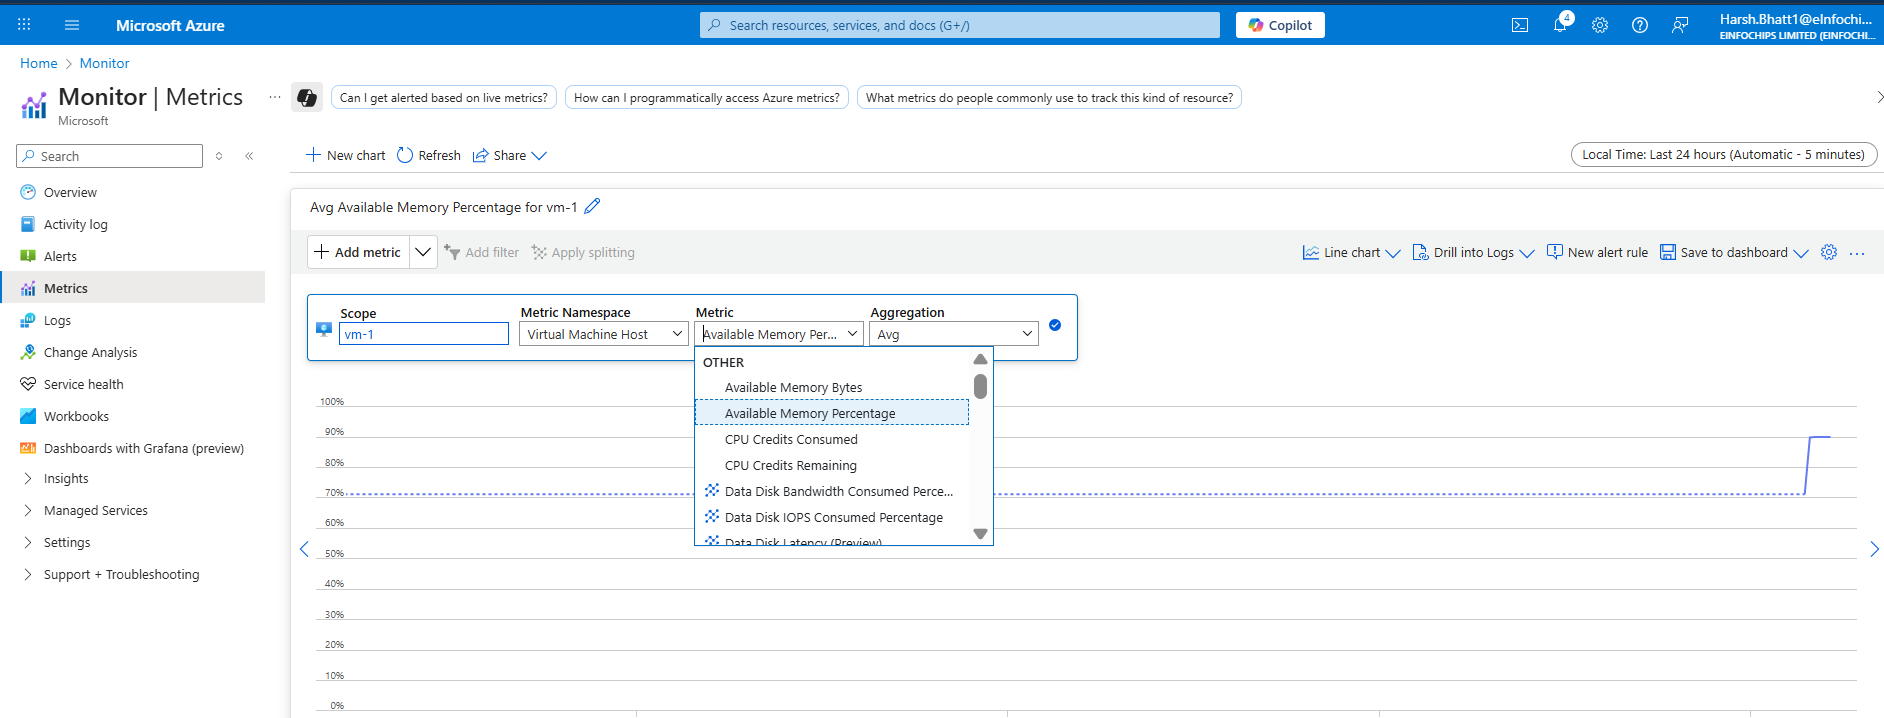 Microsoft Azure
Search resources, services, and docs (G+/)
Copilot
4
Harsh.Bhatt1@eInfochi...
EINFOCHIPS LIMITED (EINFOCHI...
Home > Monitor
Monitor | Metrics
...
Microsoft
Can I get alerted based on live metrics?
How can I programmatically access Azure metrics?
What metrics do people commonly use to track this kind of resource?
Search
Overview
Activity log
Alerts
Metrics
Logs
Change Analysis
Service health
Workbooks
Dashboards with Grafana (preview)
Insights
Managed Services
Settings
Support + Troubleshooting
New chart
Refresh
Share
Local Time: Last 24 hours (Automatic - 5 minutes)
Avg Available Memory Percentage for vm-1
Add metric
Add filter
Apply splitting
Line chart
Drill into Logs
New alert rule
Save to dashboard
...
Scope
vm-1
Metric Namespace
Virtual Machine Host
Metric
Available Memory Per...
Aggregation
Avg
OTHER
Available Memory Bytes
Available Memory Percentage
CPU Credits Consumed
CPU Credits Remaining
Data Disk Bandwidth Consumed Perce...
Data Disk IOPS Consumed Percentage
Data Disk Latency (Preview)
100%
90%
80%
70%
60%
50%
40%
30%
20%
10%
0%